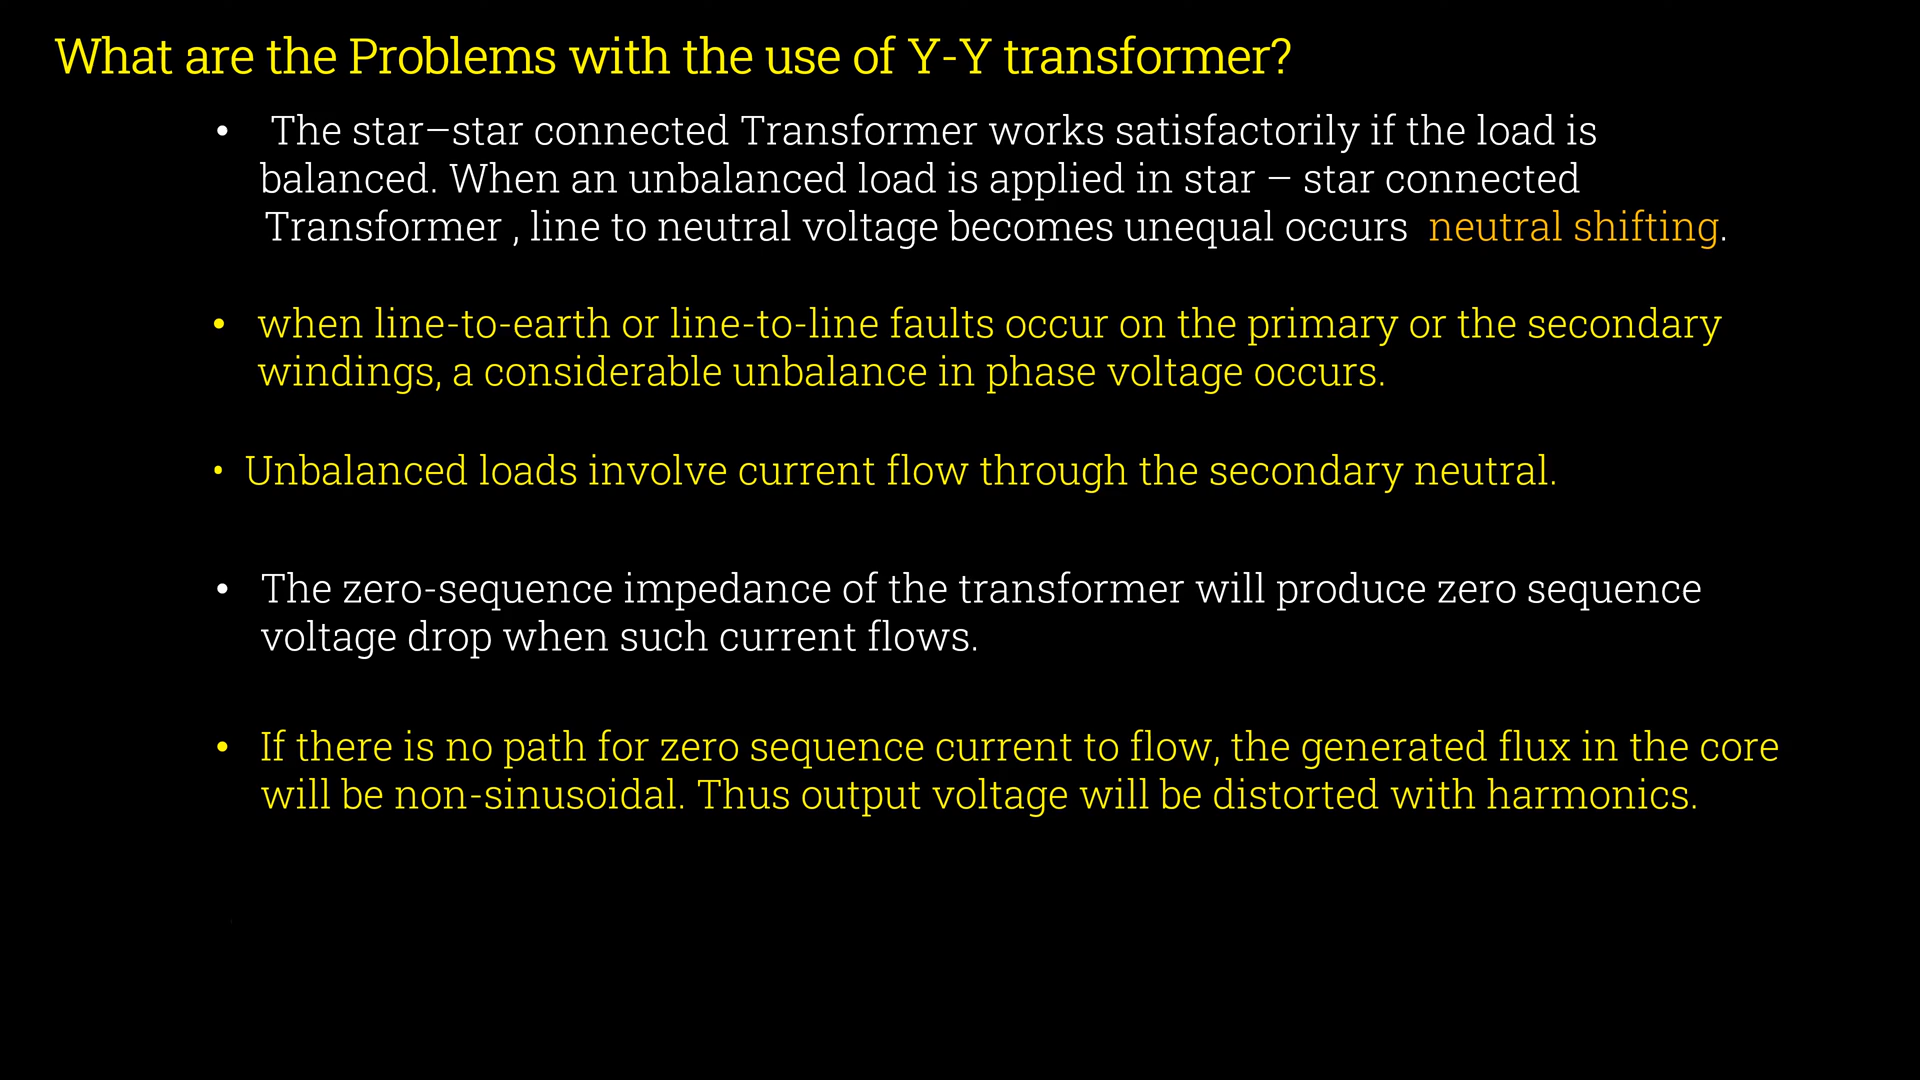 What are the Problems with the use of Y-Y transformer?
• The star–star connected Transformer works satisfactorily if the load is
balanced. When an unbalanced load is applied in star – star connected
Transformer , line to neutral voltage becomes unequal occurs neutral shifting.
• when line-to-earth or line-to-line faults occur on the primary or the secondary
windings, a considerable unbalance in phase voltage occurs.
• Unbalanced loads involve current flow through the secondary neutral.
• The zero-sequence impedance of the transformer will produce zero sequence
voltage drop when such current flows.
• If there is no path for zero sequence current to flow, the generated flux in the core
will be non-sinusoidal. Thus output voltage will be distorted with harmonics.